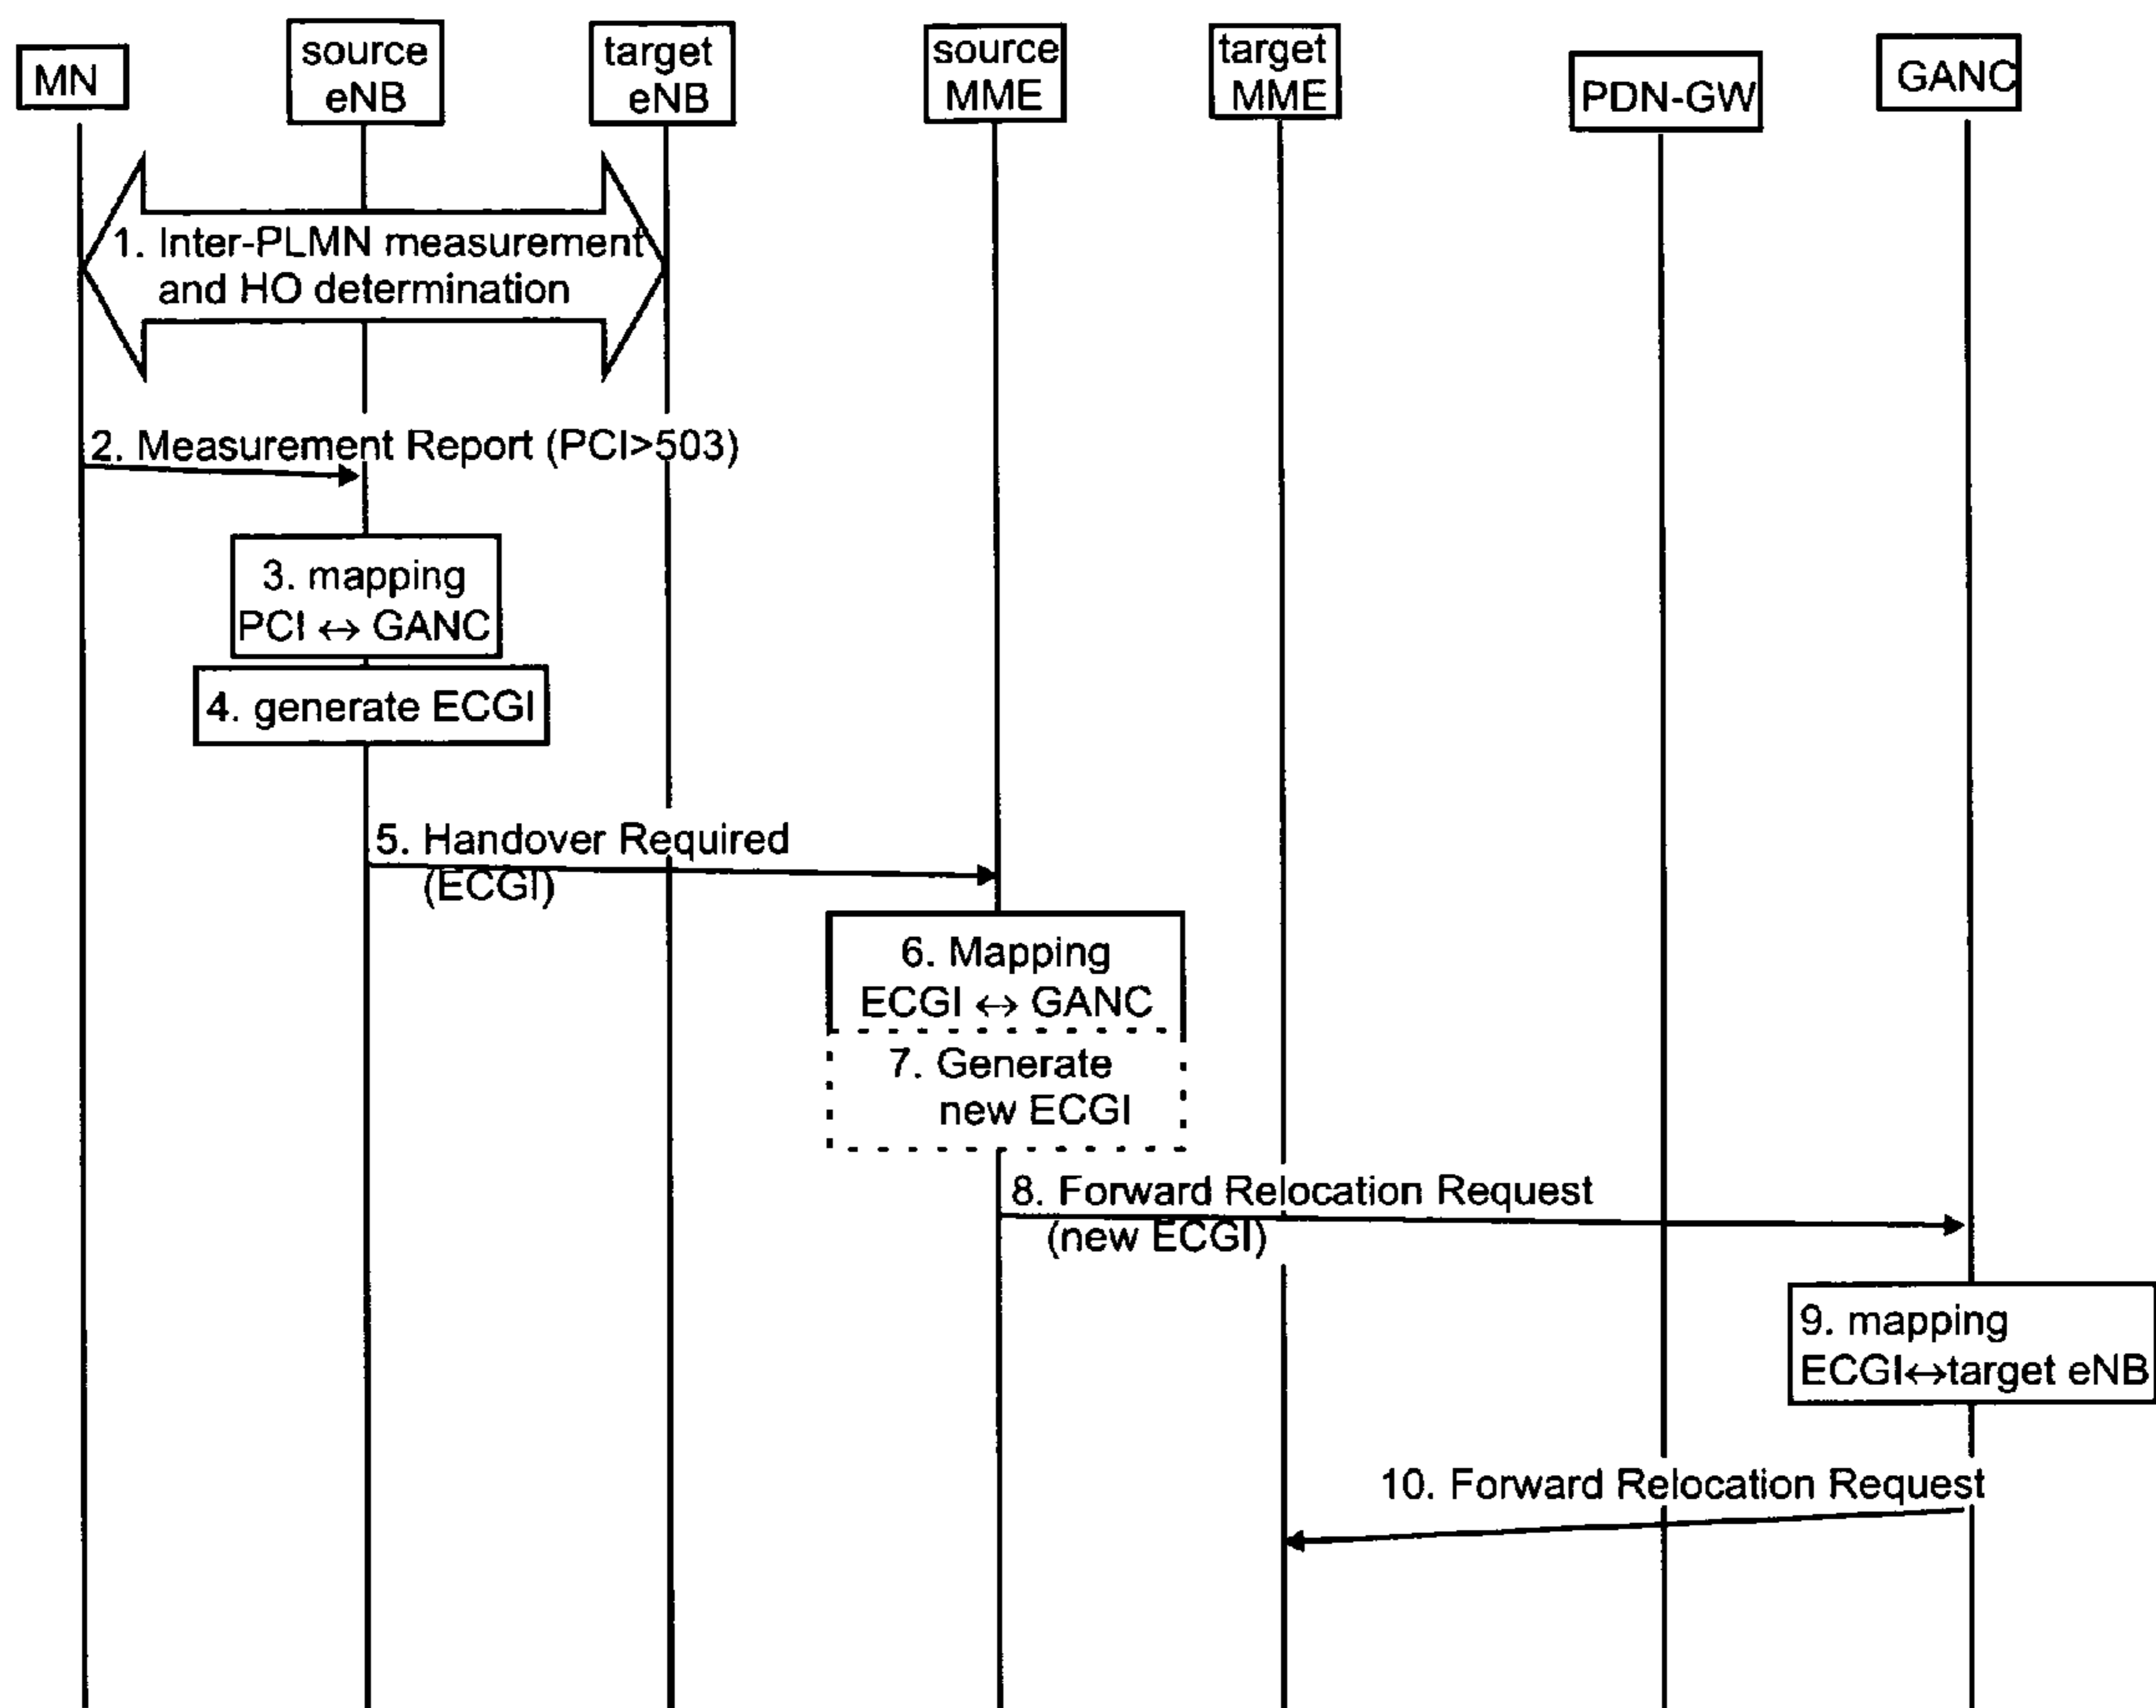 MN
source
eNB
target
eNB
source
MME
target
MME
PDN-GW
GANC
1. Inter-PLMN measurement
and HO determination
2. Measurement Report (PCI>503)
3. mapping
PCI ↔ GANC
4. generate ECGI
5. Handover Required
(ECGI)
6. Mapping
ECGI ↔ GANC
7. Generate
new ECGI
8. Forward Relocation Request
(new ECGI)
9. mapping
ECGI↔target eNB
10. Forward Relocation Request